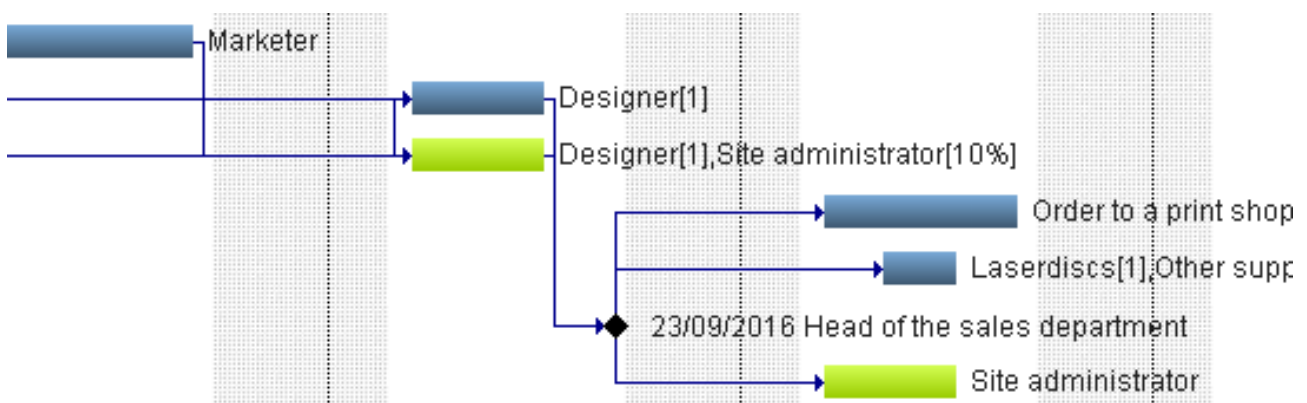 Marketer
Designer[1]
Designer[1],Site administrator[10%]
Order to a print shop
Laserdiscs[1],Other supp
23/09/2016 Head of the sales department
Site administrator